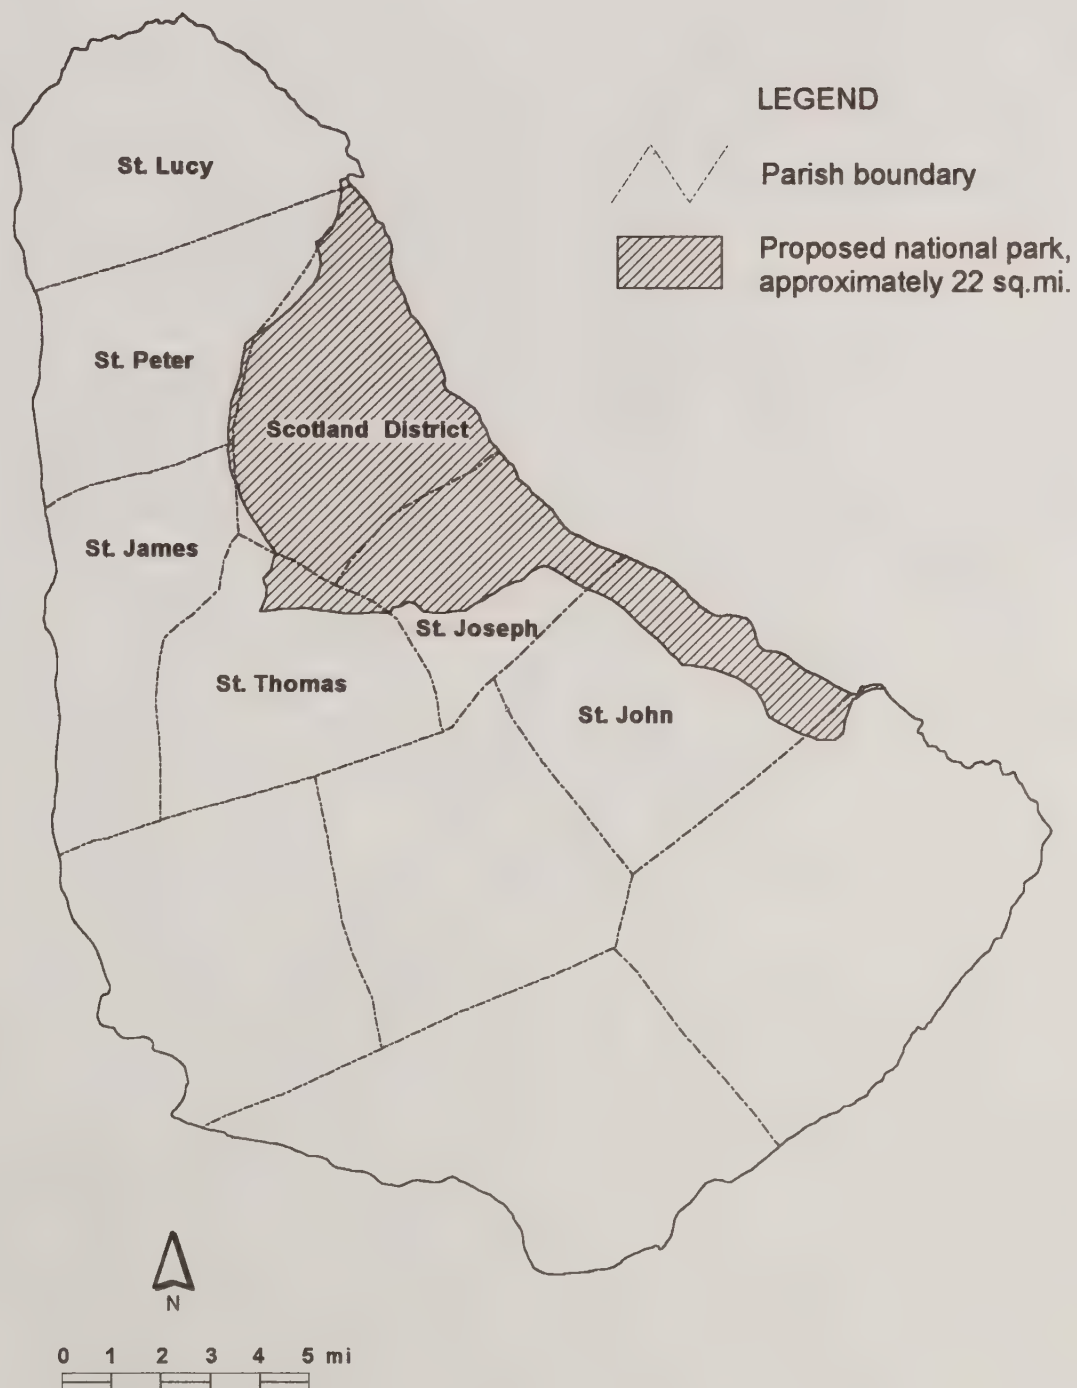 LEGEND
Parish boundary
Proposed national park,
approximately 22 sq.mi.
St. Lucy
St. Peter
Scotland District
St. James
St. Joseph
St. Thomas
St. John
N
0 1 2 3 4 5 mi